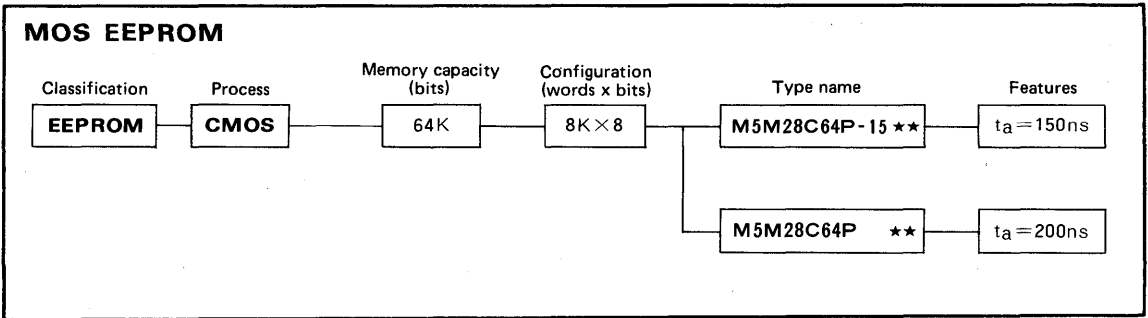 MOS EEPROM
Classification
Process
Memory capacity
(bits)
Configuration
(words x bits)
Type name
Features
EEPROM
CMOS
64K
8K×8
M5M28C64P-15 ★★
ta=150ns
M5M28C64P ★★
ta=200ns